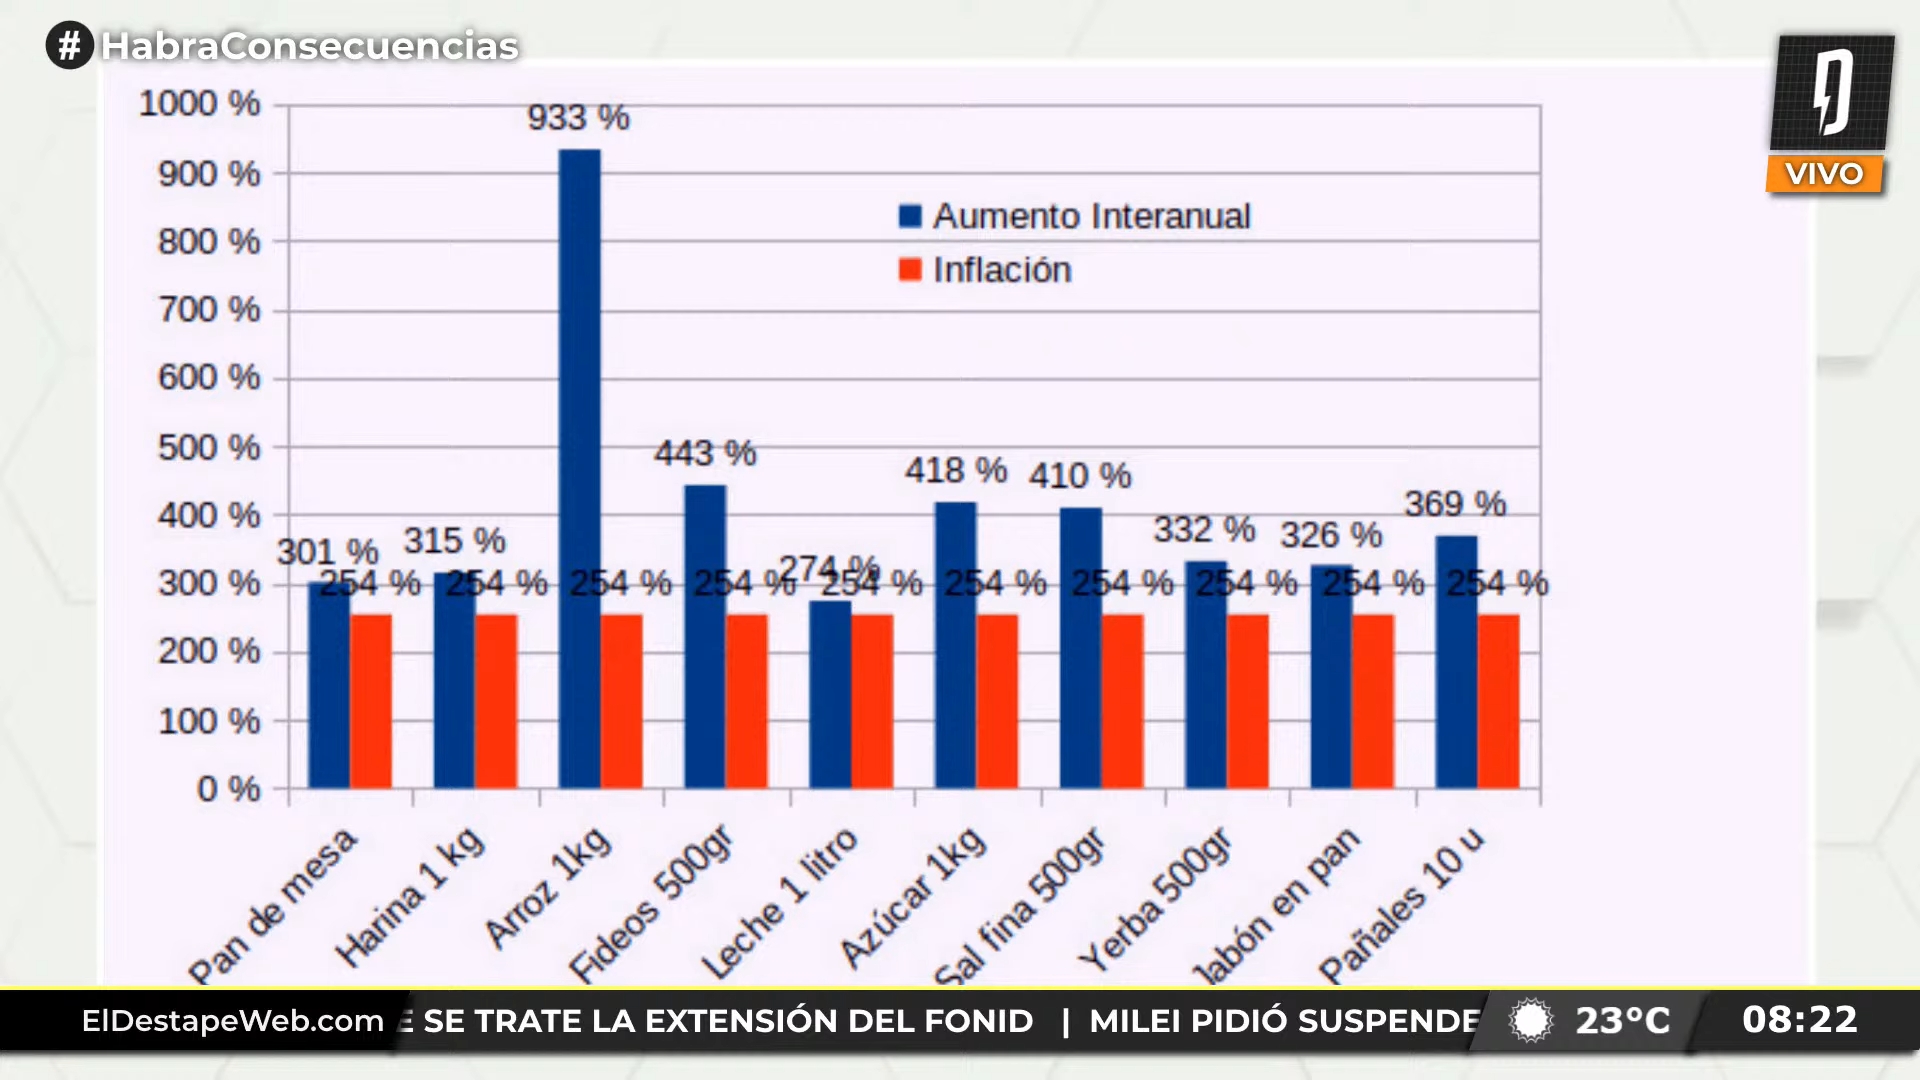 #HabraConsecuencias
VIVO
1000 %
900 %
800 %
700 %
600 %
500 %
400 %
300 %
200 %
100 %
0 %
Aumento Interanual
Inflación
301 %
254 %
315 %
254 %
933 %
254 %
443 %
254 %
274 %
254 %
418 %
254 %
410 %
254 %
332 %
254 %
326 %
254 %
369 %
254 %
Pan de mesa
Harina 1 kg
Arroz 1kg
Fideos 500gr
Leche 1 litro
Azúcar 1kg
Sal fina 500gr
Yerba 500gr
Jabón en pan
Pañales 10 u
ElDestapeWeb.com
E SE TRATE LA EXTENSIÓN DEL FONID | MILEI PIDIÓ SUSPENDE
23°C
08:22